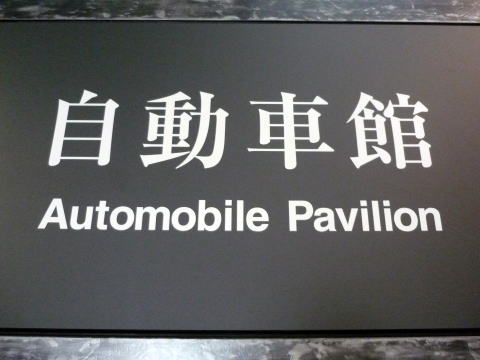 自動車館
Automobile Pavilion